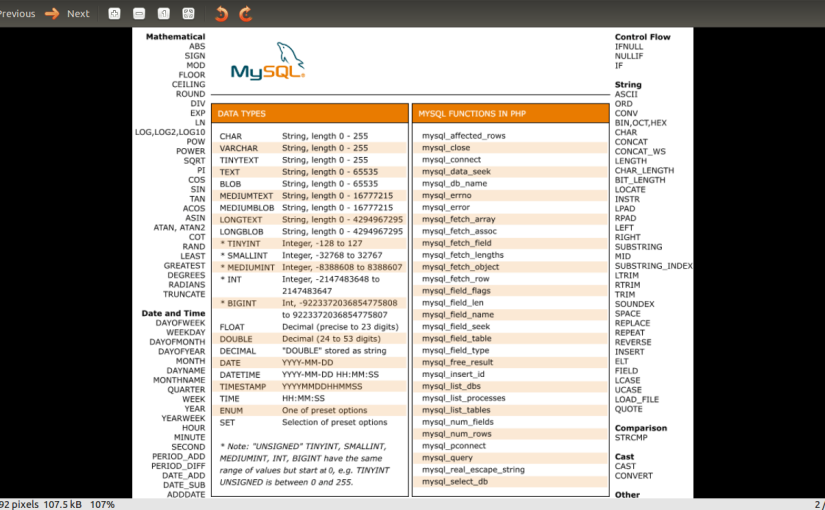 Previous Next
Mathematical
ABS
SIGN
MOD
FLOOR
CEILING
ROUND
DIV
EXP
LN
LOG,LOG2,LOG10
POW
POWER
SQRT
PI
COS
SIN
TAN
ACOS
ASIN
ATAN, ATAN2
COT
RAND
LEAST
GREATEST
DEGREES
RADIANS
TRUNCATE
Date and Time
DAYOFWEEK
WEEKDAY
DAYOFMONTH
DAYOFYEAR
MONTH
DAYNAME
MONTHNAME
QUARTER
WEEK
YEAR
YEARWEEK
HOUR
MINUTE
SECOND
PERIOD_ADD
PERIOD_DIFF
DATE_ADD
DATE_SUB
ADDDATE
MySQL
DATA TYPES
CHAR String, length 0 - 255
VARCHAR String, length 0 - 255
TINYTEXT String, length 0 - 255
TEXT String, length 0 - 65535
BLOB String, length 0 - 65535
MEDIUMTEXT String, length 0 - 16777215
MEDIUMBLOB String, length 0 - 16777215
LONGTEXT String, length 0 - 4294967295
LONGBLOB String, length 0 - 4294967295
* TINYINT Integer, -128 to 127
* SMALLINT Integer, -32768 to 32767
* MEDIUMINT Integer, -8388608 to 8388607
* INT Integer, -2147483648 to
2147483647
* BIGINT Int, -9223372036854775808
to 9223372036854775807
FLOAT Decimal (precise to 23 digits)
DOUBLE Decimal (24 to 53 digits)
DECIMAL "DOUBLE" stored as string
DATE YYYY-MM-DD
DATETIME YYYY-MM-DD HH:MM:SS
TIMESTAMP YYYYMMDDHHMMSS
TIME HH:MM:SS
ENUM One of preset options
SET Selection of preset options
* Note: "UNSIGNED" TINYINT, SMALLINT,
MEDIUMINT, INT, BIGINT have the same
range of values but start at 0, e.g. TINYINT
UNSIGNED is between 0 and 255.
MYSQL FUNCTIONS IN PHP
mysql_affected_rows
mysql_close
mysql_connect
mysql_data_seek
mysql_db_name
mysql_errno
mysql_error
mysql_fetch_array
mysql_fetch_assoc
mysql_fetch_field
mysql_fetch_lengths
mysql_fetch_object
mysql_fetch_row
mysql_field_flags
mysql_field_len
mysql_field_name
mysql_field_seek
mysql_field_table
mysql_field_type
mysql_free_result
mysql_insert_id
mysql_list_dbs
mysql_list_processes
mysql_list_tables
mysql_num_fields
mysql_num_rows
mysql_pconnect
mysql_query
mysql_real_escape_string
mysql_select_db
Control Flow
IFNULL
NULLIF
IF
String
ASCII
ORD
CONV
BIN,OCT,HEX
CHAR
CONCAT
CONCAT_WS
LENGTH
CHAR_LENGTH
BIT_LENGTH
LOCATE
INSTR
LPAD
RPAD
LEFT
RIGHT
SUBSTRING
MID
SUBSTRING_INDEX
LTRIM
RTRIM
TRIM
SOUNDEX
SPACE
REPLACE
REPEAT
REVERSE
INSERT
ELT
FIELD
LCASE
UCASE
LOAD_FILE
QUOTE
Comparison
STRCMP
Cast
CAST
CONVERT
Other
92 pixels 107.5 kB 107% 2 /